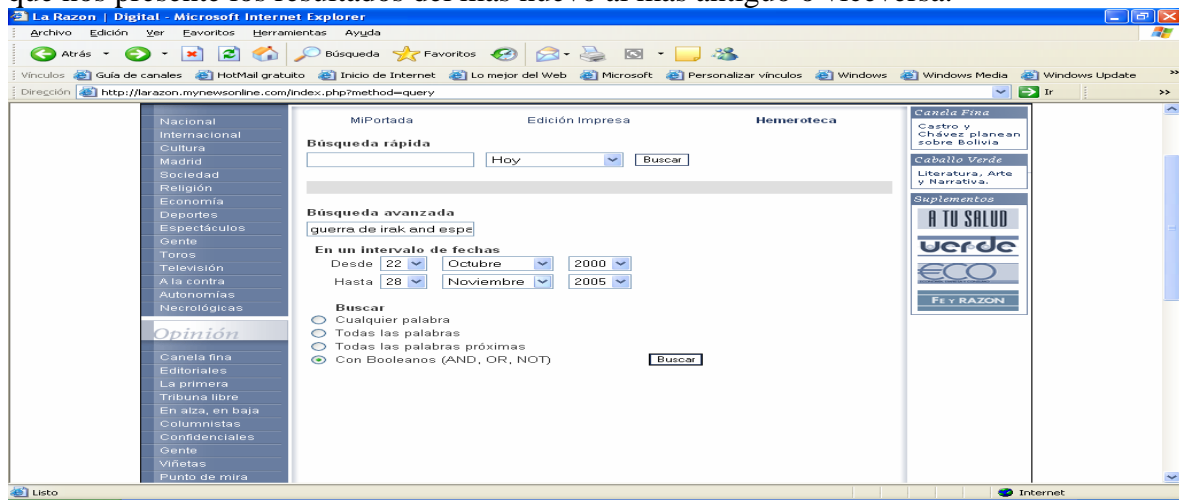 que nos presente los resultados del más nuevo al más antiguo o viceversa.
La Razon | Digital - Microsoft Internet Explorer
Archivo Edición Ver Favoritos Herramientas Ayuda
Atrás Búsqueda Favoritos
Vínculos Guía de canales HotMail gratuito Inicio de Internet Lo mejor del Web Microsoft Personalizar vínculos Windows Windows Media Windows Update
Dirección http://larazon.mynewsonline.com/index.php?method=query Ir
Nacional
Internacional
Cultura
Madrid
Sociedad
Religión
Economía
Deportes
Espectáculos
Gente
Toros
Televisión
A la contra
Autonomías
Necrológicas
Opinión
Canela fina
Editoriales
La primera
Tribuna libre
En alza, en baja
Columnistas
Confidenciales
Gente
Viñetas
Punto de mira
MiPortada Edición Impresa Hemeroteca
Búsqueda rápida
Hoy Buscar
Búsqueda avanzada
guerra de irak and espe
En un intervalo de fechas
Desde 22 Octubre 2000
Hasta 28 Noviembre 2005
Buscar
Cualquier palabra
Todas las palabras
Todas las palabras próximas
Con Booleanos (AND, OR, NOT) Buscar
Canela Fina
Castro y
Chávez planean
sobre Bolivia
Caballo Verde
Literatura, Arte
y Narrativa.
Suplementos
A TU SALUD
verde
ECO
FE Y RAZON
Listo Internet